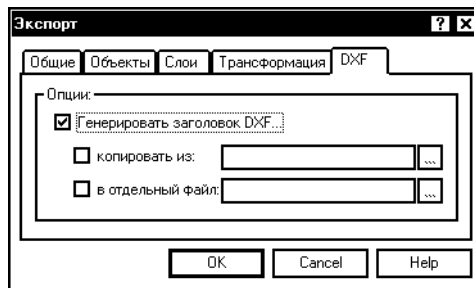 Экспорт ? X
Общие Объекты Слои Трансформация DXF
Опции:
Генерировать заголовок DXF...
копировать из: ...
в отдельный файл: ...
OK Cancel Help